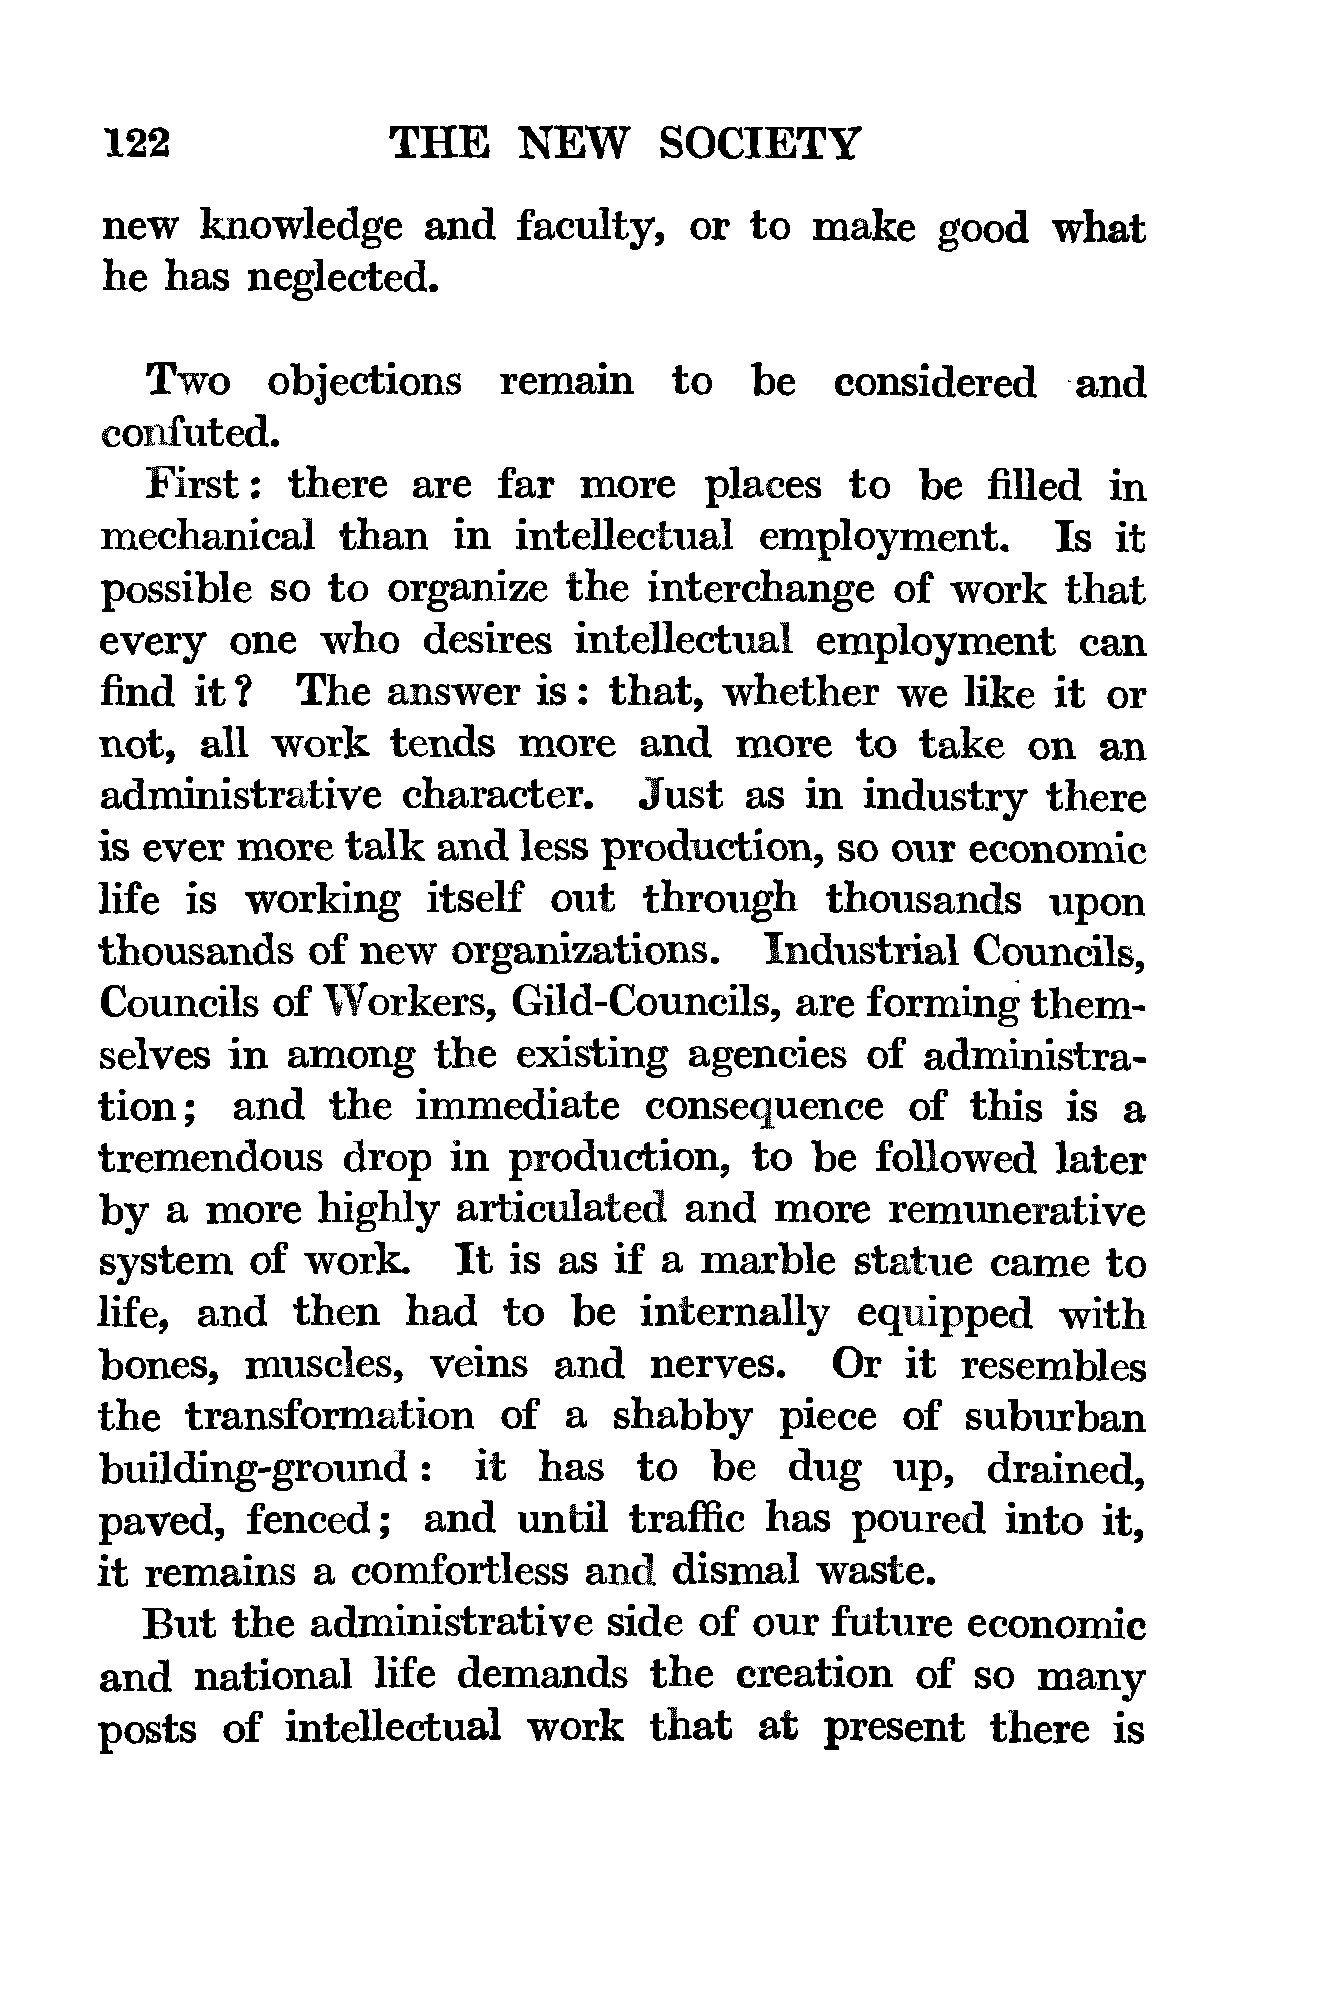 122 THE NEW SOCIETY
new knowledge and faculty, or to make good what
he has neglected.
Two objections remain to be considered and
confuted.
First: there are far more places to be filled in
mechanical than in intellectual employment. Is it
possible so to organize the interchange of work that
every one who desires intellectual employment can
find it? The answer is: that, whether we like it or
not, all work tends more and more to take on an
administrative character. Just as in industry there
is ever more talk and less production, so our economic
life is working itself out through thousands upon
thousands of new organizations. Industrial Councils,
Councils of Workers, Gild-Councils, are forming them-
selves in among the existing agencies of administra-
tion; and the immediate consequence of this is a
tremendous drop in production, to be followed later
by a more highly articulated and more remunerative
system of work. It is as if a marble statue came to
life, and then had to be internally equipped with
bones, muscles, veins and nerves. Or it resembles
the transformation of a shabby piece of suburban
building-ground: it has to be dug up, drained,
paved, fenced; and until traffic has poured into it,
it remains a comfortless and dismal waste.
But the administrative side of our future economic
and national life demands the creation of so many
posts of intellectual work that at present there is